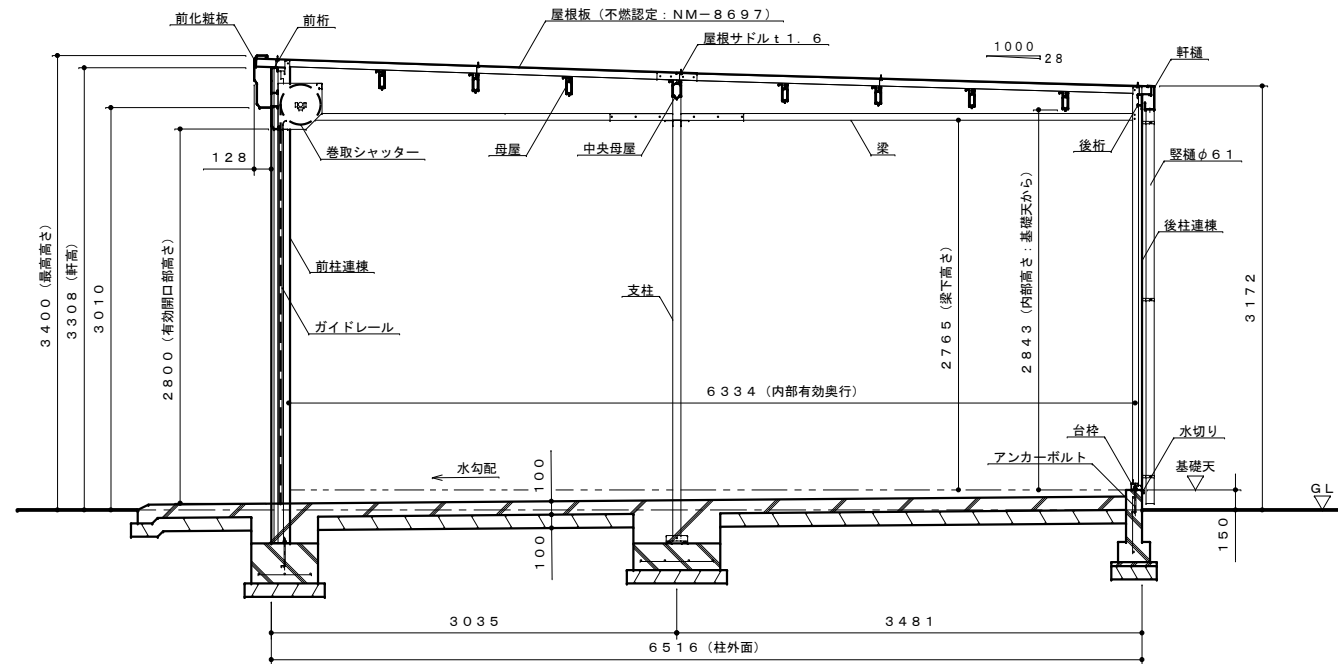 屋根板（不燃認定：ＮＭ－８６９７）
前化粧板
前桁
屋根サドルｔ１．６
１０００
２８
軒樋
巻取シャッター
母屋
中央母屋
梁
後桁
竪樋φ６１
１２８
後柱連棟
前柱連棟
支柱
ガイドレール
３４００（最高高さ）
３３０８（軒高）
３０１０
２８００（有効開口部高さ）
２７６５（梁下高さ）
２８４３（内部高さ：基礎天から）
３１７２
６３３４（内部有効奥行）
台枠
水切り
アンカーボルト
基礎天
水勾配
１００
ＧＬ
１００
１５０
３０３５
３４８１
６５１６（柱外面）